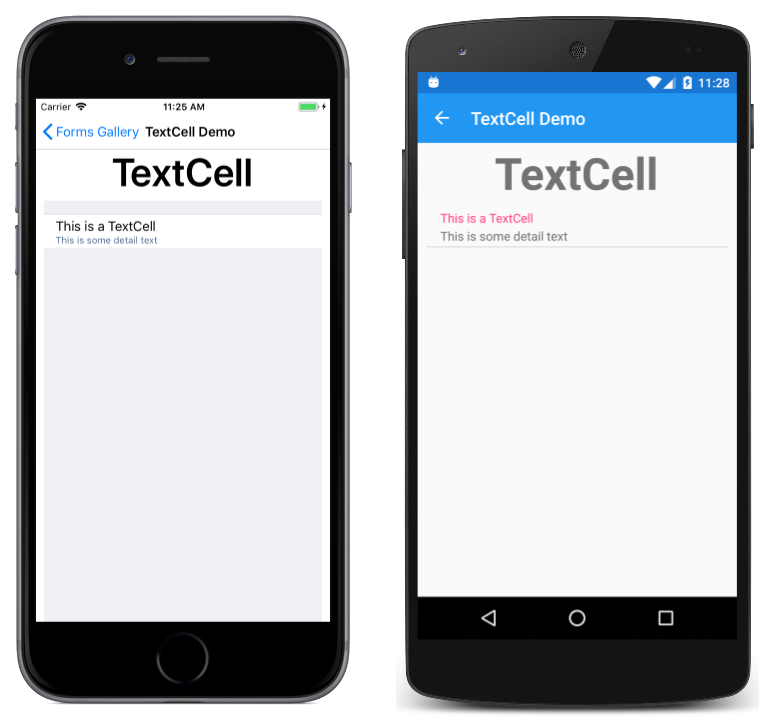 Carrier 11:25 AM
Forms Gallery TextCell Demo
TextCell
This is a TextCell
This is some detail text
11:28
TextCell Demo
TextCell
This is a TextCell
This is some detail text